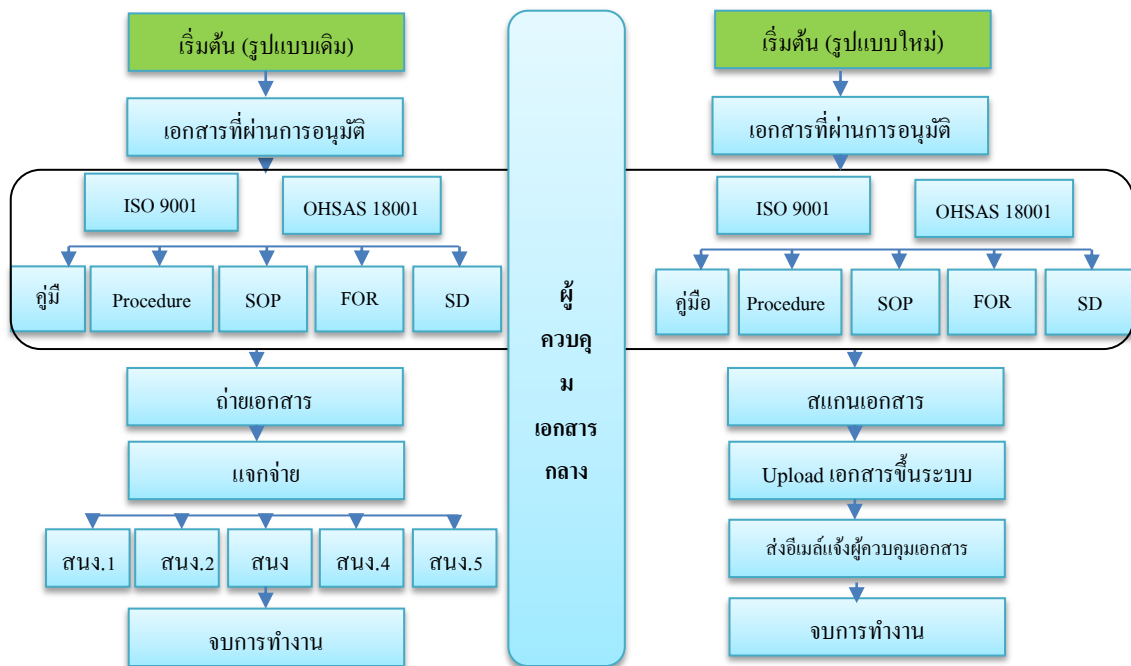 เริ่มต้น (รูปแบบเดิม)
เอกสารที่ผ่านการอนุมัติ
ISO 9001
OHSAS 18001
คู่มื
Procedure
SOP
FOR
SD
ถ่ายเอกสาร
แจกจ่าย
สนง.1
สนง.2
สนง
สนง.4
สนง.5
จบการทำงาน
ผู้
ควบคุ
ม
เอกสาร
กลาง
เริ่มต้น (รูปแบบใหม่)
เอกสารที่ผ่านการอนุมัติ
ISO 9001
OHSAS 18001
คู่มือ
Procedure
SOP
FOR
SD
สแกนเอกสาร
Upload เอกสารขึ้นระบบ
ส่งอีเมล์แจ้งผู้ควบคุมเอกสาร
จบการทำงาน